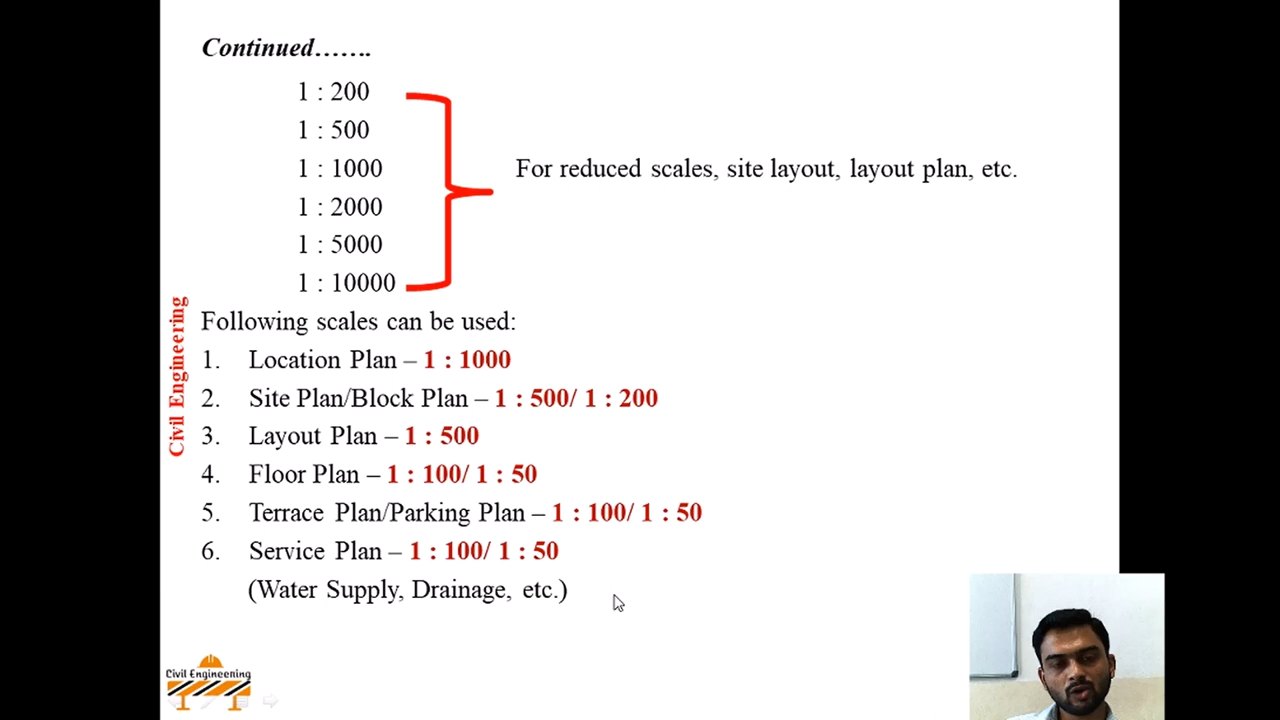 Continued…….
1 : 200
1 : 500
1 : 1000
1 : 2000
1 : 5000
1 : 10000
For reduced scales, site layout, layout plan, etc.
Following scales can be used:
1. Location Plan – 1 : 1000
2. Site Plan/Block Plan – 1 : 500/ 1 : 200
3. Layout Plan – 1 : 500
4. Floor Plan – 1 : 100/ 1 : 50
5. Terrace Plan/Parking Plan – 1 : 100/ 1 : 50
6. Service Plan – 1 : 100/ 1 : 50
(Water Supply, Drainage, etc.)
Civil Engineering
Civil Engineering